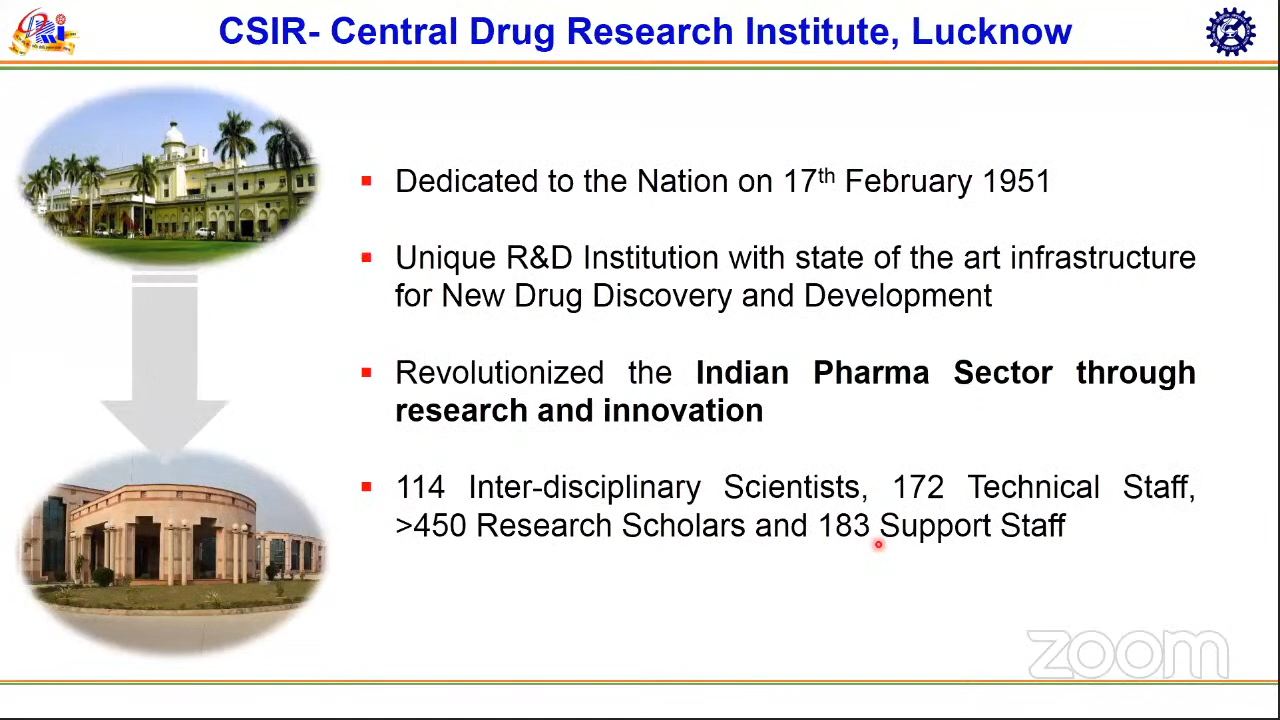 CSIR- Central Drug Research Institute, Lucknow
▪ Dedicated to the Nation on 17th February 1951
▪ Unique R&D Institution with state of the art infrastructure
for New Drug Discovery and Development
▪ Revolutionized the Indian Pharma Sector through
research and innovation
▪ 114 Inter-disciplinary Scientists, 172 Technical Staff,
>450 Research Scholars and 183 Support Staff
zoom